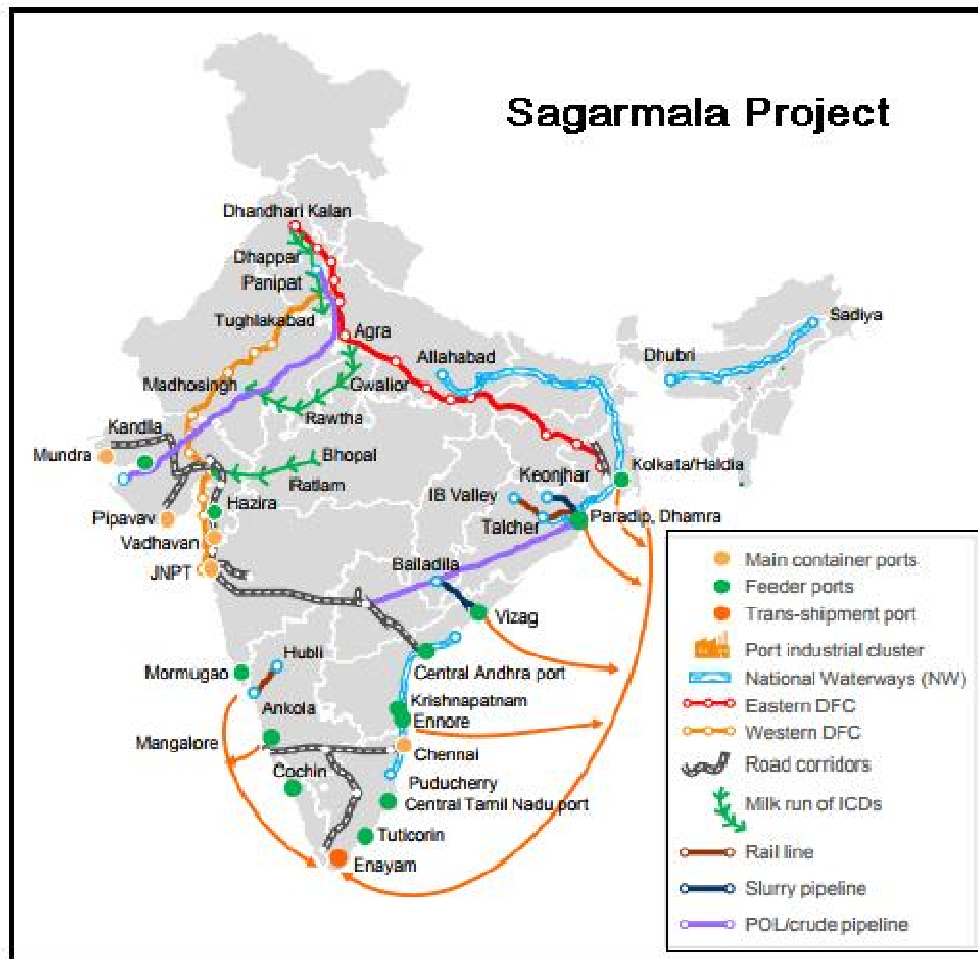 Sagarmala Project
Dhandhari Kalan
Dhappar
Panipat
Tughlakabad
Agra
Sadiya
Allahabad
Dhubri
Madhosingh
Gwalior
Rawtha
Kandla
Mundra
Bhopal
Ratlam
Keonjhar
Kolkatta/Haldia
IB Valley
Hazira
Pipavav
Talcher
Paradip, Dhamra
Vadhavan
JNPT
Bailadila
Vizag
Hubli
Mormugao
Central Andhra port
Ankola
Krishnapatnam
Ennore
Mangalore
Chennai
Cochin
Puducherry
Central Tamil Nadu port
Tuticorin
Enayam
Main container ports
Feeder ports
Trans-shipment port
Port industrial cluster
National Waterways (NW)
Eastern DFC
Western DFC
Road corridors
Milk run of ICDs
Rail line
Slurry pipeline
POL/crude pipeline